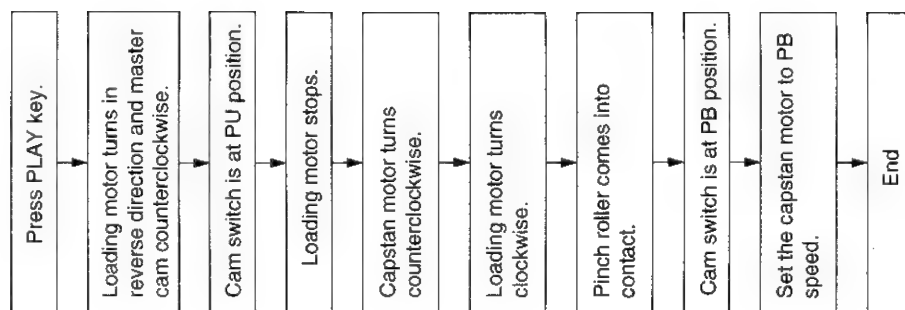 Press PLAY key.
Loading motor turns in
reverse direction and master
cam counterclockwise.
Cam switch is at PU position.
Loading motor stops.
Capstan motor turns
counterclockwise.
Loading motor turns
clockwise.
Pinch roller comes into
contact.
Cam switch is at PB position.
Set the capstan motor to PB
speed.
End